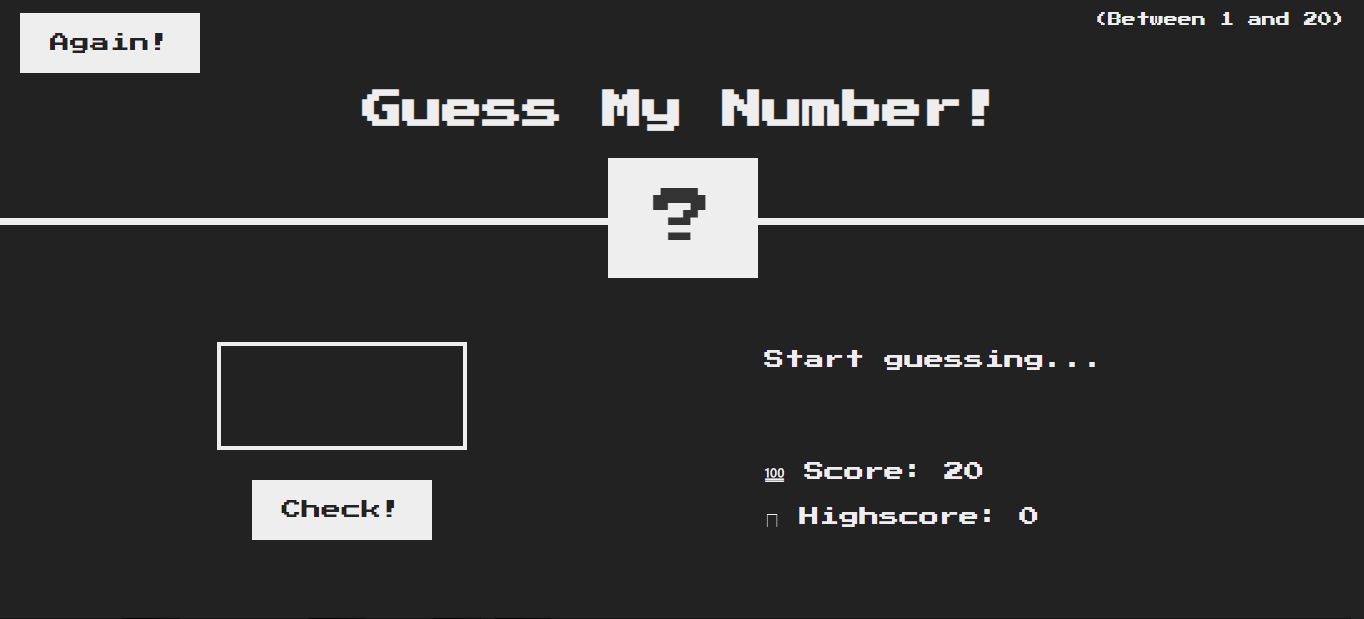 Again!
(Between 1 and 20)
Guess My Number!
?
Start guessing...
💯 Score: 20
Highscore: 0
Check!